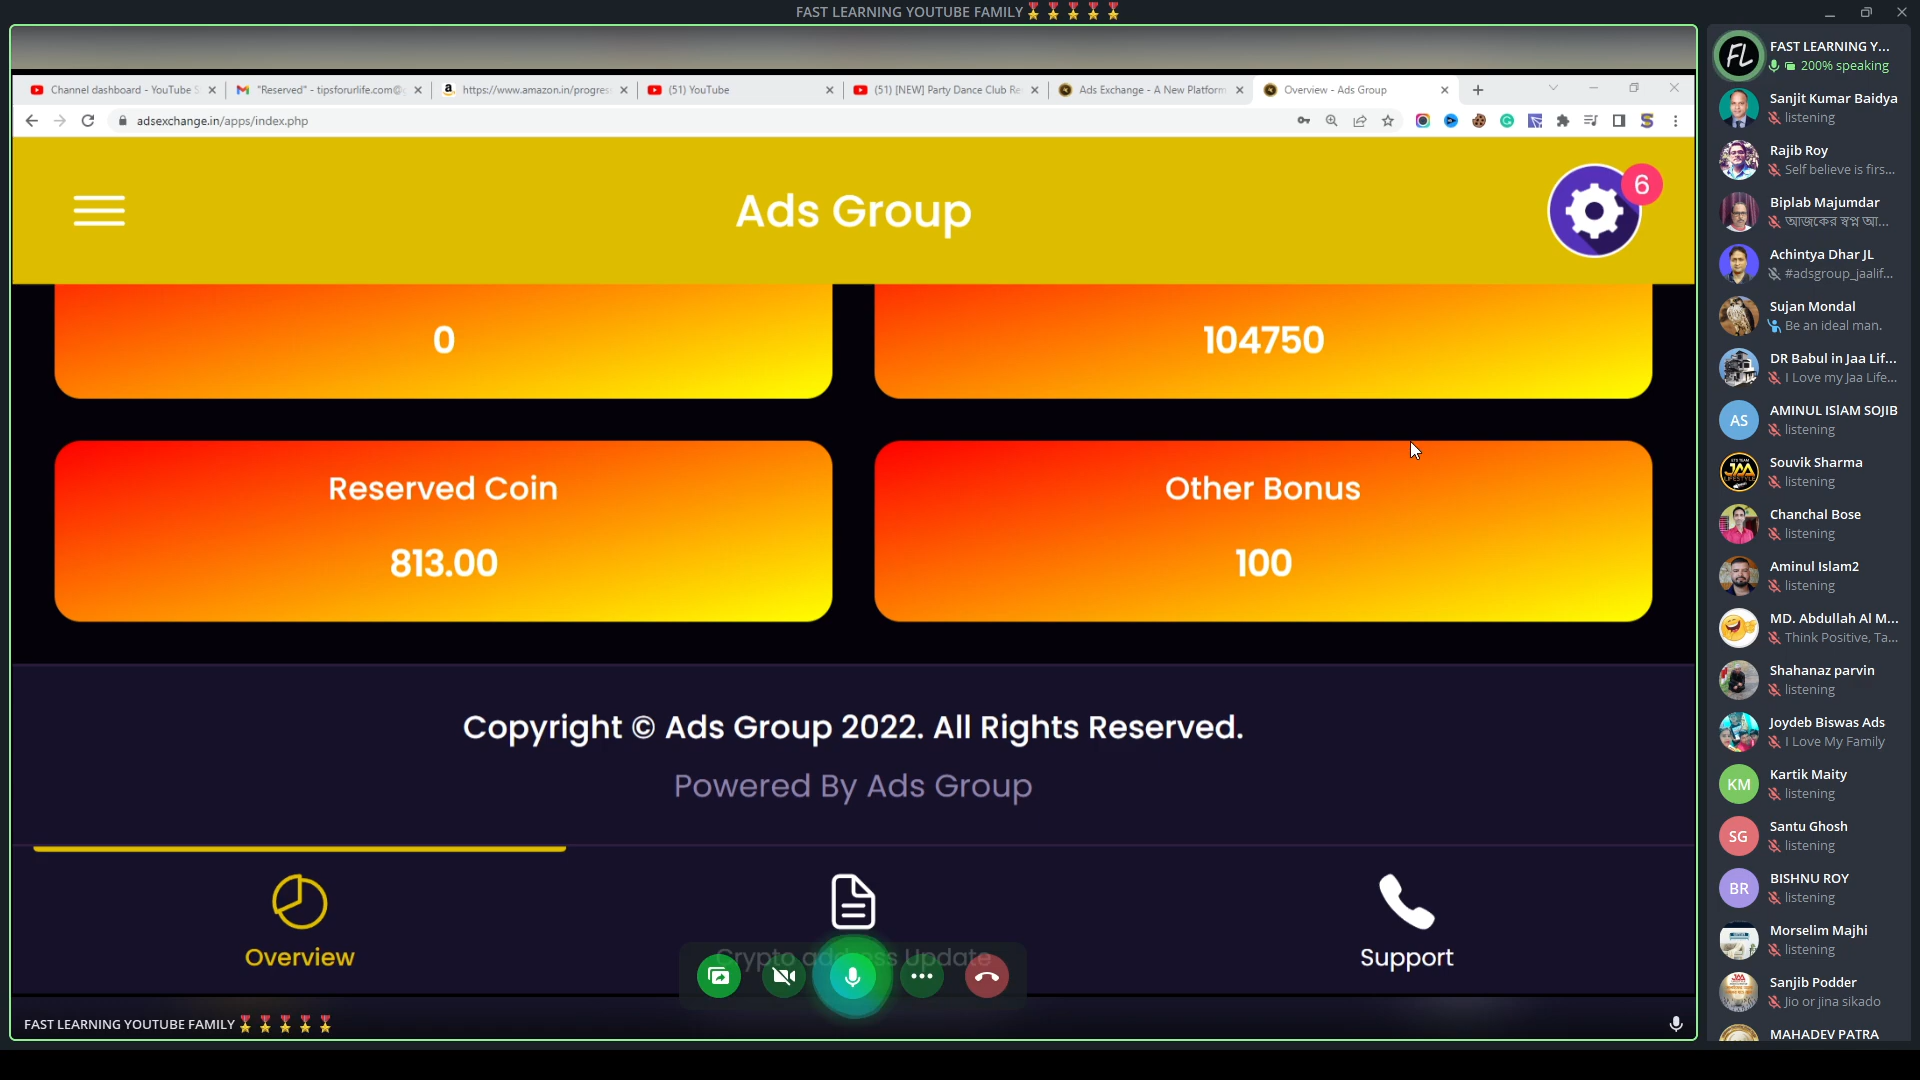 FAST LEARNING YOUTUBE FAMILY🎖🎖🎖🎖🎖
Channel dashboard - YouTube S
"Reserved" - tipsforurlife.com@g
https://www.amazon.in/progres
(51) YouTube
(51) [NEW] Party Dance Club Re
Ads Exchange - A New Platform
Overview - Ads Group
adsexchange.in/apps/index.php
Ads Group
6
0
104750
Reserved Coin
813.00
Other Bonus
100
Copyright © Ads Group 2022. All Rights Reserved.
Powered By Ads Group
Overview
Crypto address Update
Support
FAST LEARNING YOUTUBE FAMILY🎖🎖🎖🎖🎖
FL
FAST LEARNING Y...
200% speaking
Sanjit Kumar Baidya
listening
Rajib Roy
Self believe is firs...
Biplab Majumdar
আজকের স্বপ্ন আ...
Achintya Dhar JL
#adsgroup_jaalif...
Sujan Mondal
Be an ideal man.
DR Babul in Jaa Lif...
I Love my Jaa Life...
AS
AMINUL ISlAM SOJIB
listening
JAA
Souvik Sharma
listening
Chanchal Bose
listening
Aminul Islam2
listening
MD. Abdullah Al M...
Think Positive, Ta...
Shahanaz parvin
listening
Joydeb Biswas Ads
I Love My Family
KM
Kartik Maity
listening
SG
Santu Ghosh
listening
BR
BISHNU ROY
listening
Morselim Majhi
listening
Sanjib Podder
Jio or jina sikado
MAHADEV PATRA